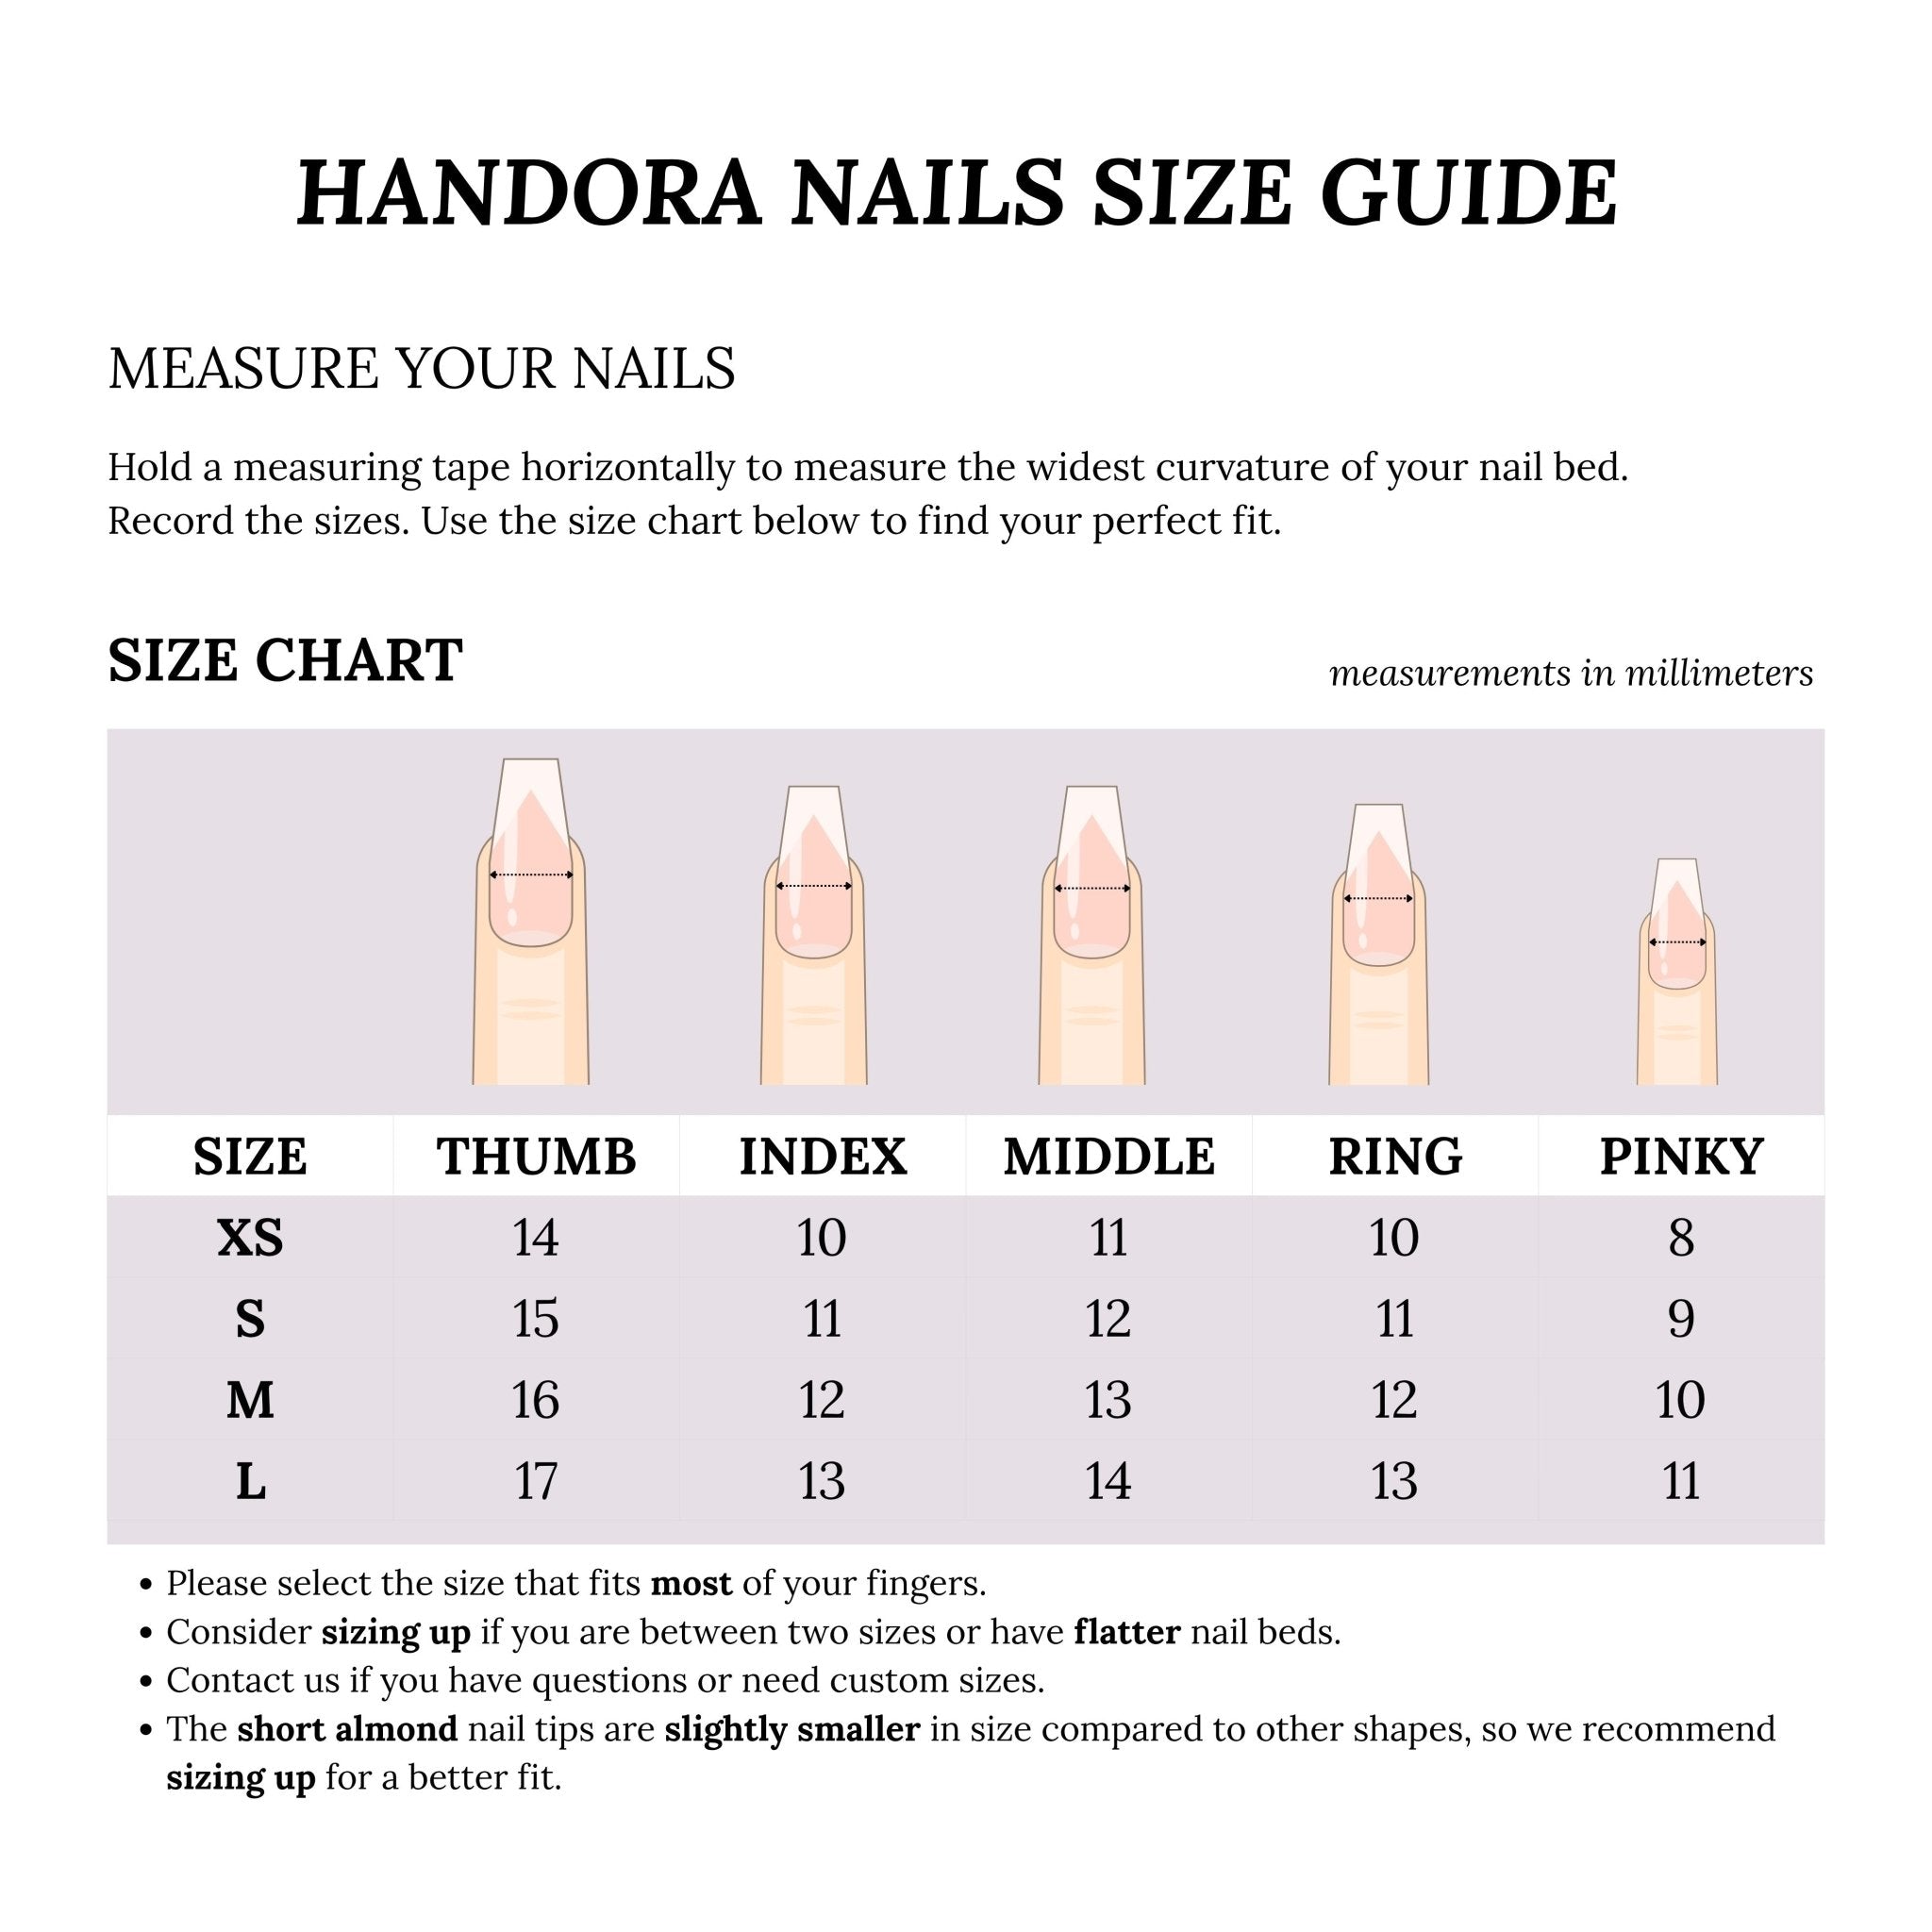 HANDORA NAILS SIZE GUIDE
MEASURE YOUR NAILS
Hold a measuring tape horizontally to measure the widest curvature of your nail bed.
Record the sizes. Use the size chart below to find your perfect fit.
SIZE CHART
measurements in millimeters
SIZE THUMB INDEX MIDDLE RING PINKY
XS 14 10 11 10 8
S 15 11 12 11 9
M 16 12 13 12 10
L 17 13 14 13 11
• Please select the size that fits most of your fingers.
• Consider sizing up if you are between two sizes or have flatter nail beds.
• Contact us if you have questions or need custom sizes.
• The short almond nail tips are slightly smaller in size compared to other shapes, so we recommend
sizing up for a better fit.